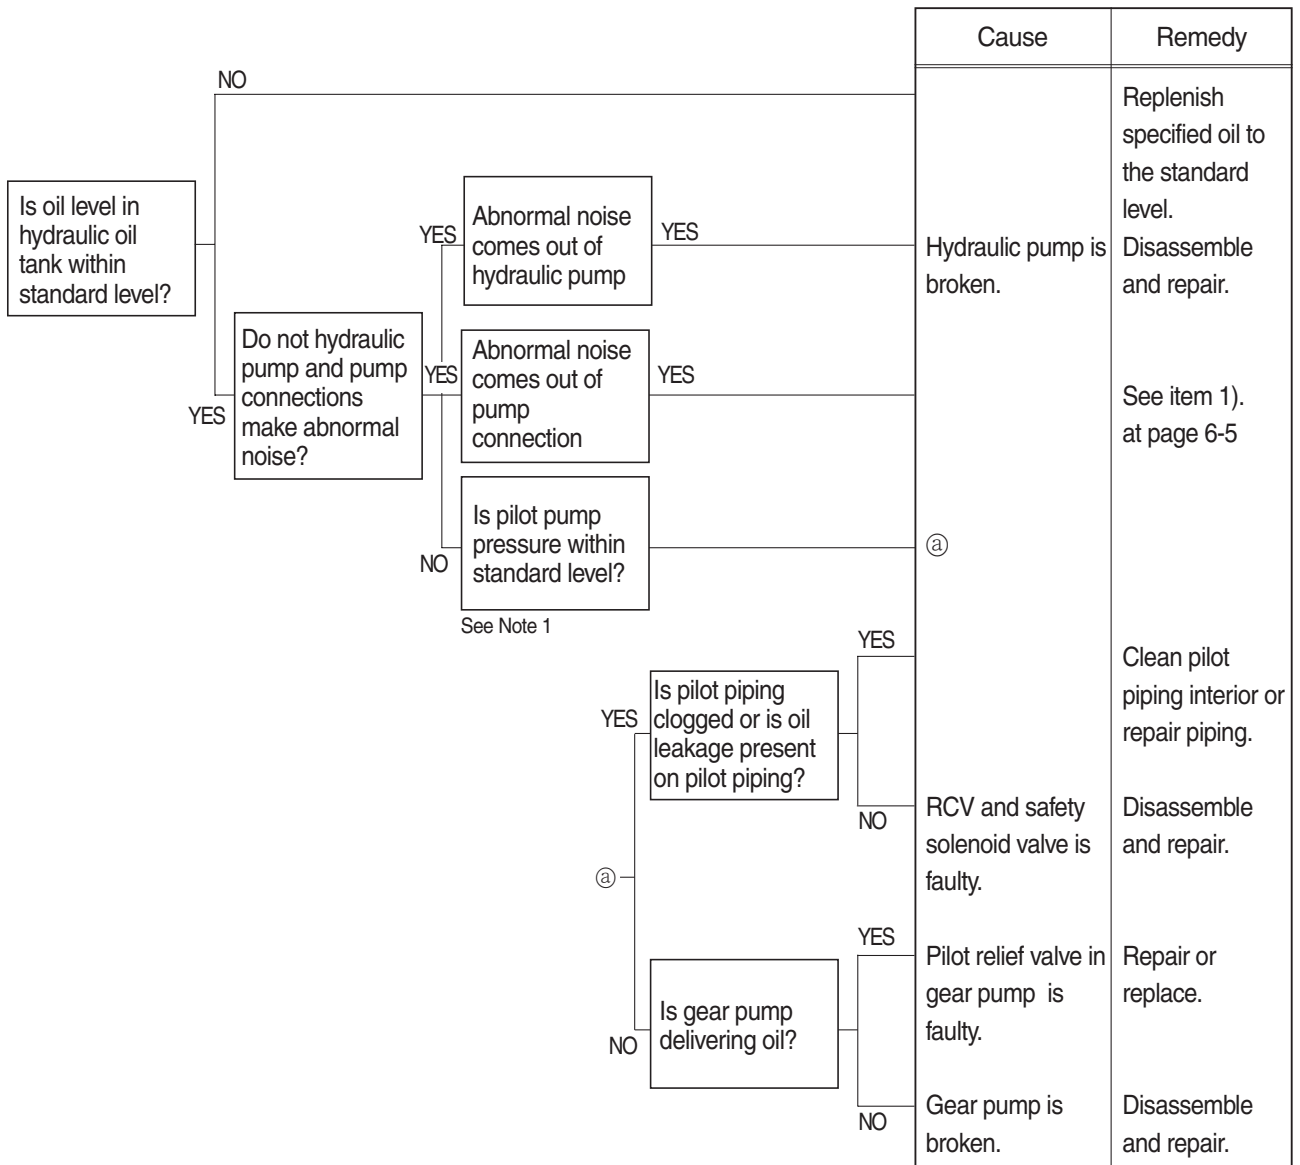 Cause
Remedy
NO
Replenish
specified oil to
the standard
level.
Is oil level in
hydraulic oil
tank within
standard level?
YES
Abnormal noise
comes out of
hydraulic pump
YES
Hydraulic pump is
broken.
Disassemble
and repair.
YES
Do not hydraulic
pump and pump
connections
make abnormal
noise?
YES
Abnormal noise
comes out of
pump
connection
YES
See item 1).
at page 6-5
NO
Is pilot pump
pressure within
standard level?
See Note 1
ⓐ
ⓐ
YES
Is pilot piping
clogged or is oil
leakage present
on pilot piping?
YES
Clean pilot
piping interior or
repair piping.
NO
RCV and safety
solenoid valve is
faulty.
Disassemble
and repair.
NO
Is gear pump
delivering oil?
YES
Pilot relief valve in
gear pump is
faulty.
Repair or
replace.
NO
Gear pump is
broken.
Disassemble
and repair.